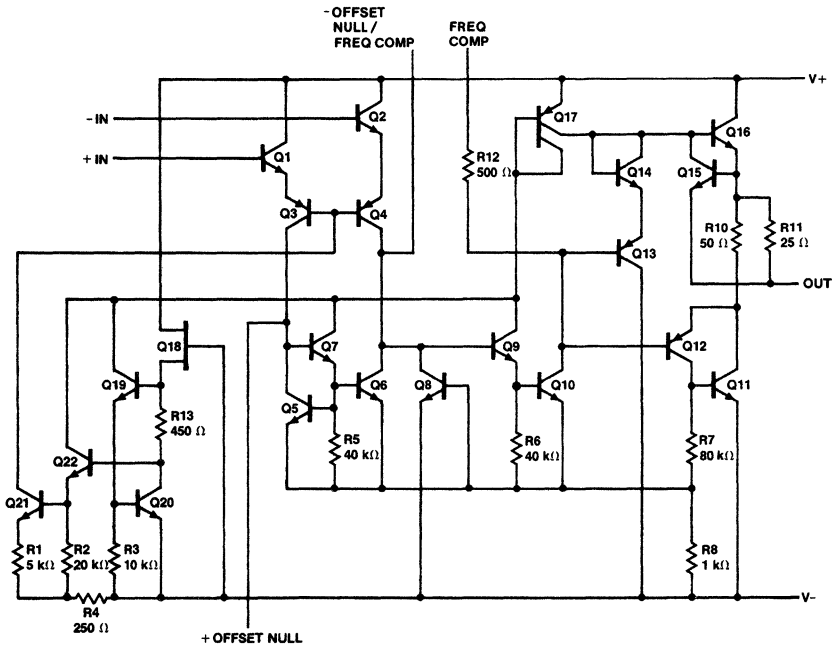 - OFFSET
NULL /
FREQ COMP
FREQ
COMP
V+
- IN
Q2
Q17
Q16
+ IN
Q1
R12
500 Ω
Q14
Q15
Q3
Q4
R10
50 Ω
R11
25 Ω
Q13
OUT
Q18
Q7
Q9
Q12
Q19
Q5
Q6
Q8
Q10
Q11
R13
450 Ω
R5
40 kΩ
R6
40 kΩ
R7
80 kΩ
Q22
Q21
Q20
R1
5 kΩ
R2
20 kΩ
R3
10 kΩ
R8
1 kΩ
R4
250 Ω
V-
+ OFFSET NULL